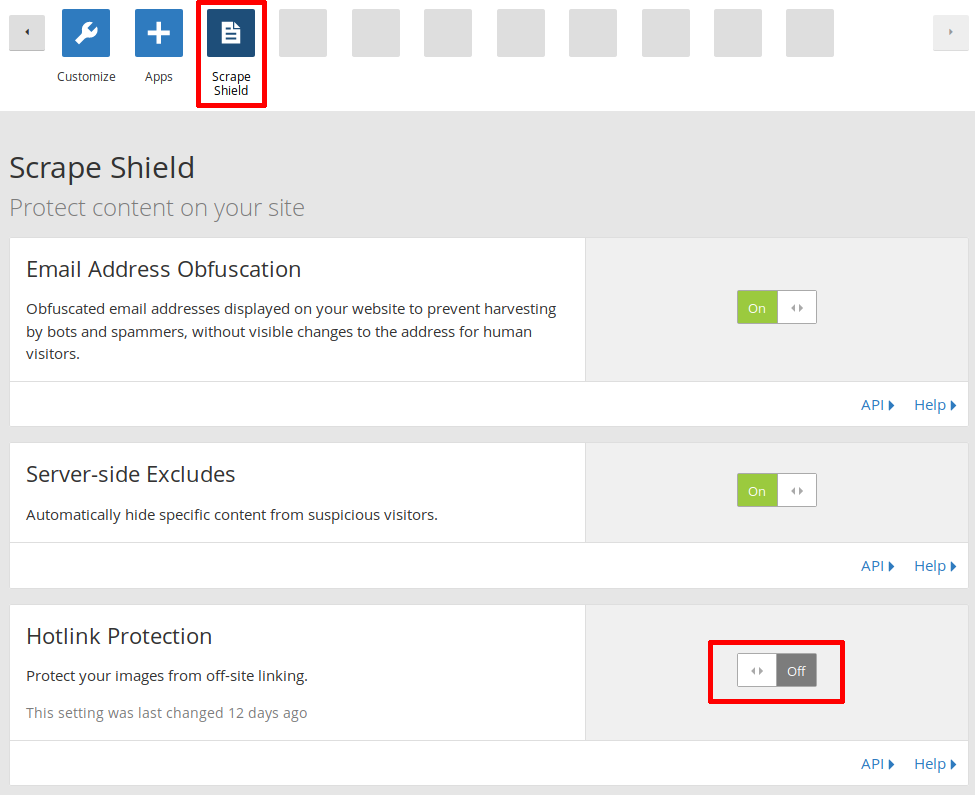 Customize
Apps
Scrape
Shield
Scrape Shield
Protect content on your site
Email Address Obfuscation
Obfuscated email addresses displayed on your website to prevent harvesting
by bots and spammers, without visible changes to the address for human
visitors.
On
API
Help
Server-side Excludes
Automatically hide specific content from suspicious visitors.
On
API
Help
Hotlink Protection
Protect your images from off-site linking.
This setting was last changed 12 days ago
Off
API
Help